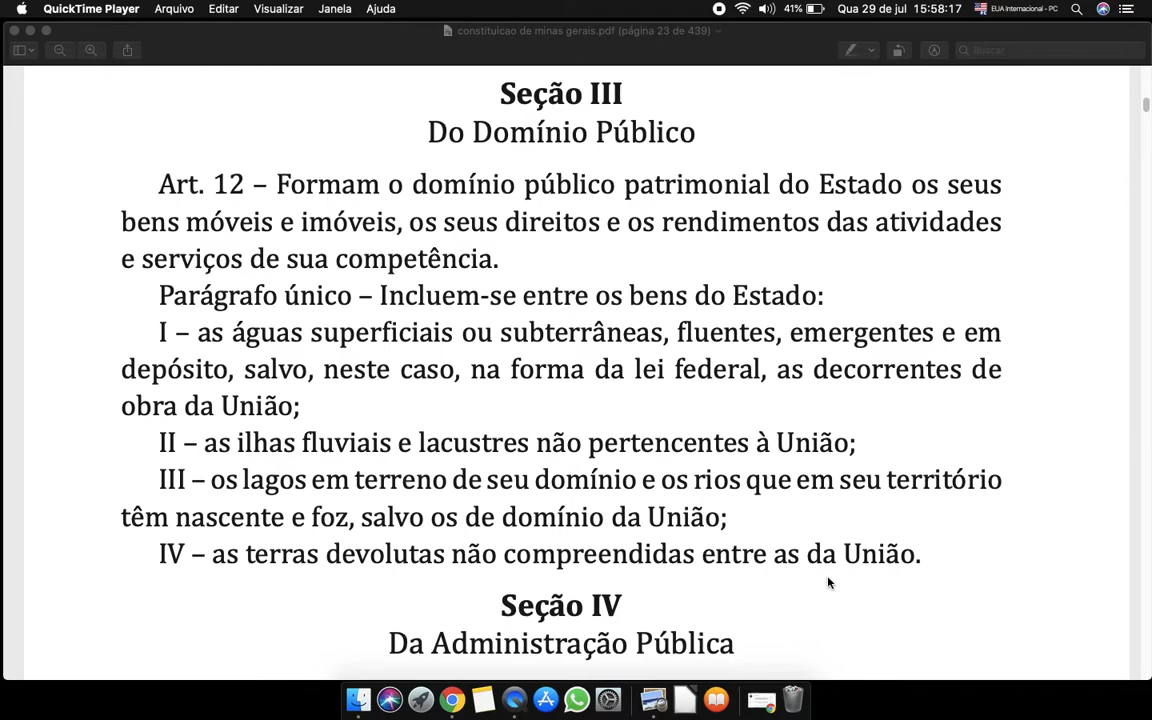 QuickTime Player Arquivo Editar Visualizar Janela Ajuda 41% Qua 29 de jul 15:58:17 EUA Internacional - PC
constituicao de minas gerais.pdf (página 23 de 439)
Buscar
Seção III
Do Domínio Público
Art. 12 – Formam o domínio público patrimonial do Estado os seus
bens móveis e imóveis, os seus direitos e os rendimentos das atividades
e serviços de sua competência.
Parágrafo único – Incluem-se entre os bens do Estado:
I – as águas superficiais ou subterrâneas, fluentes, emergentes e em
depósito, salvo, neste caso, na forma da lei federal, as decorrentes de
obra da União;
II – as ilhas fluviais e lacustres não pertencentes à União;
III – os lagos em terreno de seu domínio e os rios que em seu território
têm nascente e foz, salvo os de domínio da União;
IV – as terras devolutas não compreendidas entre as da União.
Seção IV
Da Administração Pública